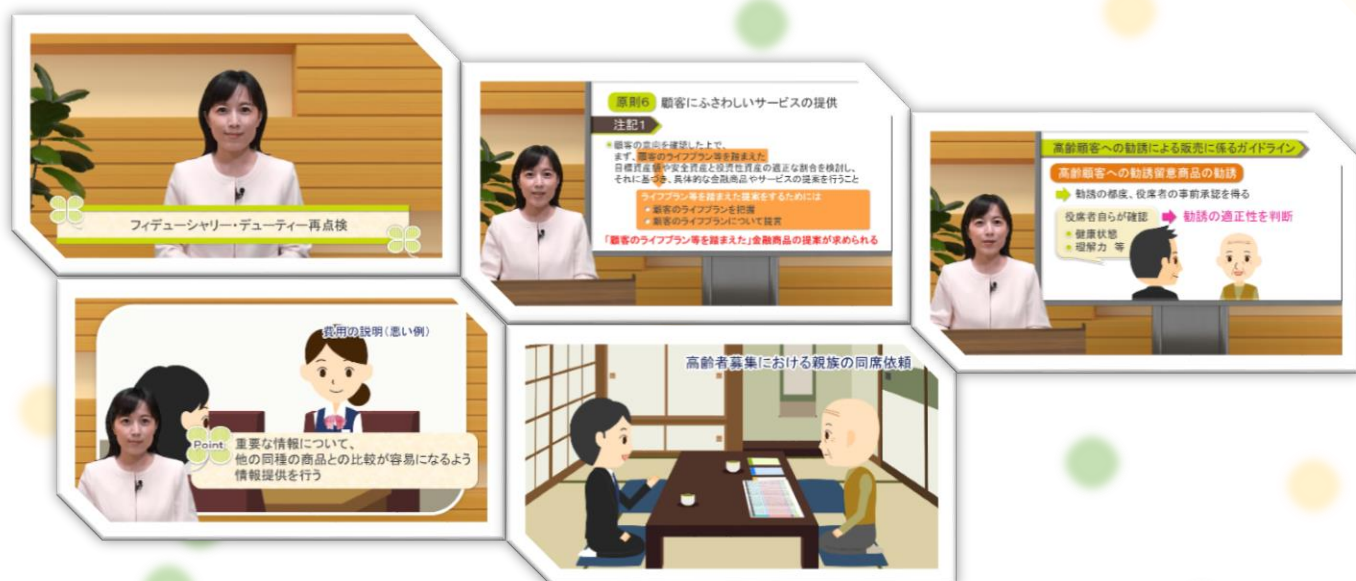 フィデューシャリー・デューティー再点検
原則6 顧客にふさわしいサービスの提供
注記1
●顧客の意向を確認した上で、
まず、顧客のライフプラン等を踏まえた
目標資産額や安全資産と投資性資産の適正な割合を検討し、
それに基づき、具体的な金融商品やサービスの提案を行うこと
ライフプラン等を踏まえた提案をするためには
● 顧客のライフプランを把握
● 顧客のライフプランについて提言
「顧客のライフプラン等を踏まえた」金融商品の提案が求められる
高齢顧客への勧誘による販売に係るガイドライン
高齢顧客への勧誘留意商品の勧誘
勧誘の都度、役席者の事前承認を得る
役席者自らが確認
勧誘の適正性を判断
● 健康状態
● 理解力 等
費用の説明(悪い例)
Point
重要な情報について、
他の同種の商品との比較が容易になるよう
情報提供を行う
高齢者募集における親族の同席依頼